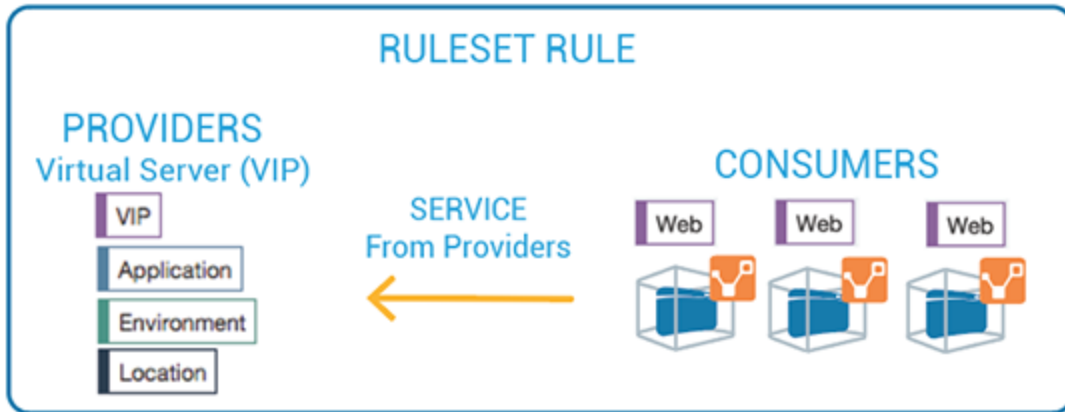 RULESET RULE
PROVIDERS
Virtual Server (VIP)
VIP
Application
Environment
Location
SERVICE
From Providers
CONSUMERS
Web
Web
Web